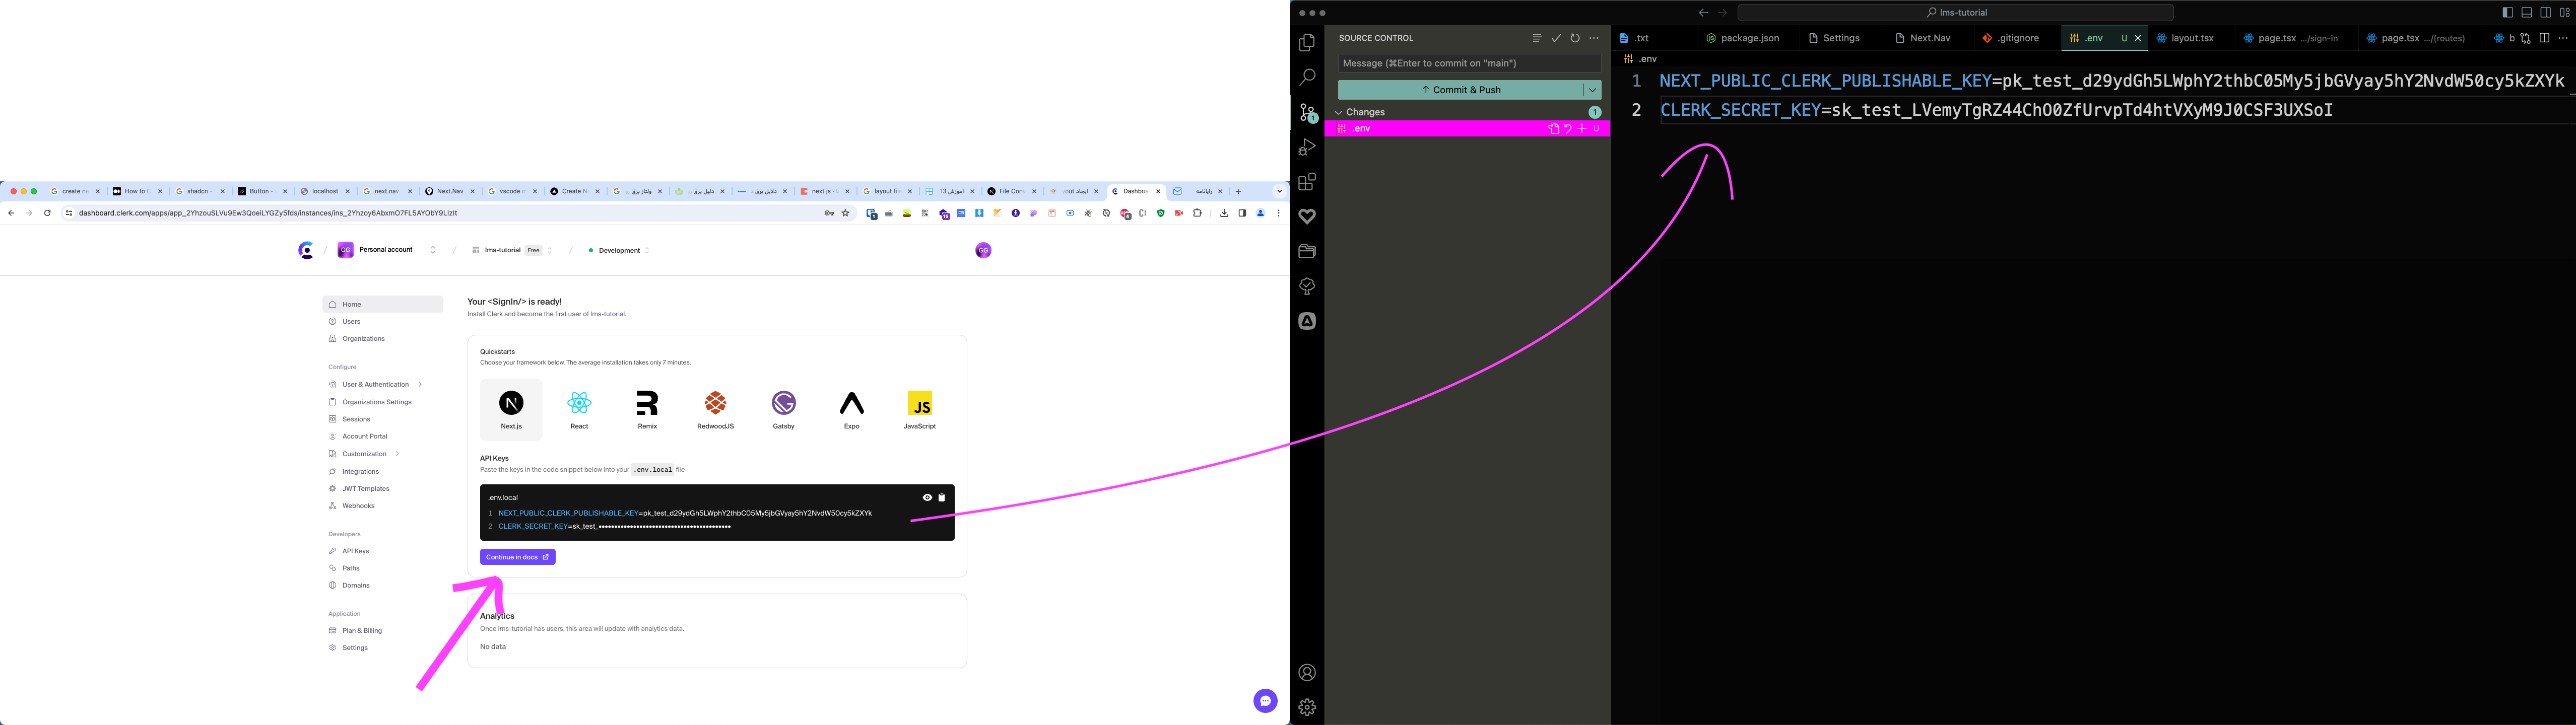 create m
How to C
shadcn -
Button -
localhost
next.nav
Next.Nav
vscode m
Create N
ولتاژ برق
دلیل برق
دلایل برق
next js -
layout file
آموزش 13
File Conv
ایجاد yout
Dashboa
رایانامه
dashboard.clerk.com/apps/app_2YhzouSLVu9Ew3QoeiLYGZy5fds/instances/ins_2Yhzoy6AbxmO7FL5AYObY9LIzIt
GG
Personal account
/
lms-tutorial
Free
/
Development
GG
Home
Users
Organizations
Configure
User & Authentication
Organizations Settings
Sessions
Account Portal
Customization
Integrations
JWT Templates
Webhooks
Developers
API Keys
Paths
Domains
Application
Plan & Billing
Settings
Your <SignIn/> is ready!
Install Clerk and become the first user of lms-tutorial.
Quickstarts
Choose your framework below. The average installation takes only 7 minutes.
Next.js
React
Remix
RedwoodJS
Gatsby
Expo
JS
JavaScript
API Keys
Paste the keys in the code snippet below into your .env.local file
.env.local
1 NEXT_PUBLIC_CLERK_PUBLISHABLE_KEY=pk_test_d29ydGh5LWphY2thbC05My5jbGVyay5hY2NvdW50cy5kZXYk
2 CLERK_SECRET_KEY=sk_test_••••••••••••••••••••••••••••••••••••••••••
Continue in docs
Analytics
Once lms-tutorial has users, this area will update with analytics data.
No data
lms-tutorial
SOURCE CONTROL
Message (⌘Enter to commit on "main")
Commit & Push
Changes
1
.env
U
.txt
package.json
Settings
Next.Nav
.gitignore
.env U
layout.tsx
page.tsx .../sign-in
page.tsx .../(routes)
b
.env
1 NEXT_PUBLIC_CLERK_PUBLISHABLE_KEY=pk_test_d29ydGh5LWphY2thbC05My5jbGVyay5hY2NvdW50cy5kZXYk
2 CLERK_SECRET_KEY=sk_test_LVemyTgRZ44ChO0ZfUrvpTd4htVXyM9J0CSF3UXSoI